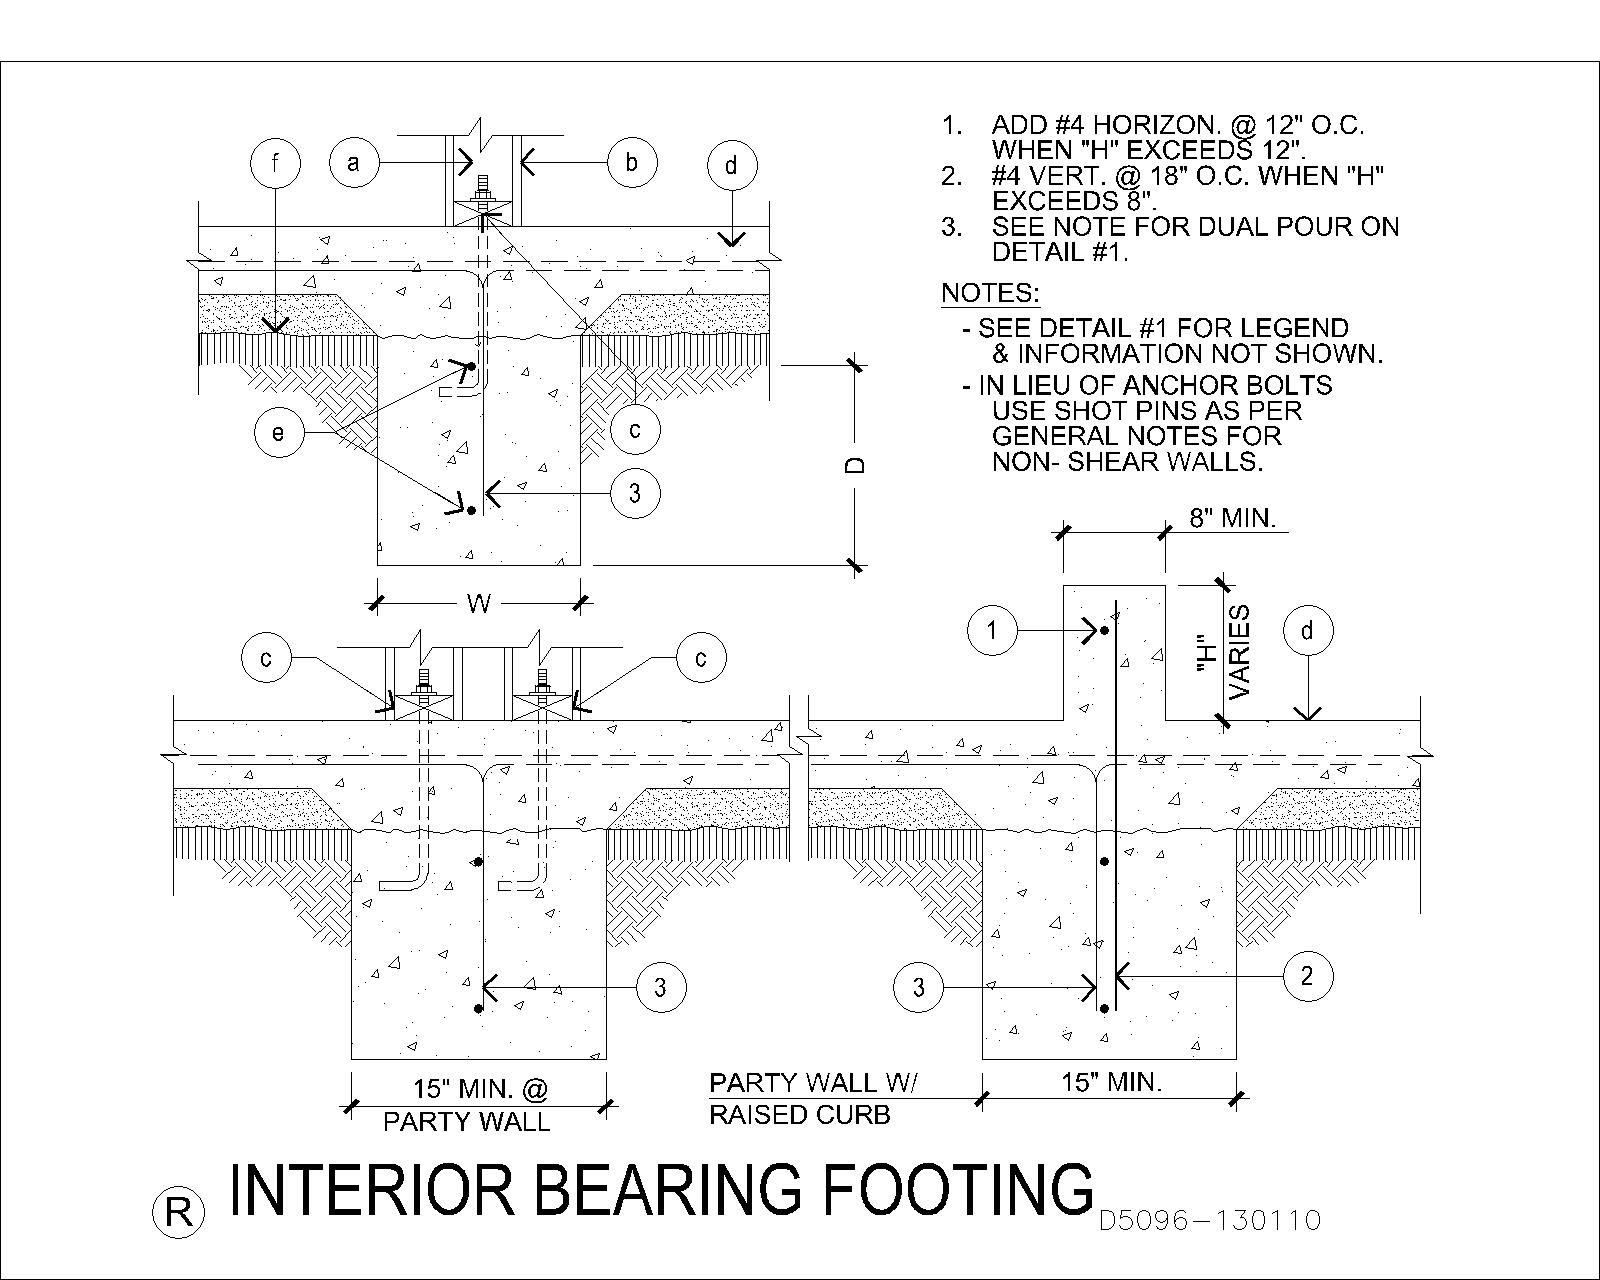 f
a
b
d
e
c
3
D
W
1. ADD #4 HORIZON. @ 12" O.C.
WHEN "H" EXCEEDS 12".
2. #4 VERT. @ 18" O.C. WHEN "H"
EXCEEDS 8".
3. SEE NOTE FOR DUAL POUR ON
DETAIL #1.
NOTES:
- SEE DETAIL #1 FOR LEGEND
& INFORMATION NOT SHOWN.
- IN LIEU OF ANCHOR BOLTS
USE SHOT PINS AS PER
GENERAL NOTES FOR
NON- SHEAR WALLS.
c
c
3
15" MIN. @
PARTY WALL
8" MIN.
1
"H"
VARIES
d
3
2
PARTY WALL W/
RAISED CURB
15" MIN.
R
INTERIOR BEARING FOOTING
D5096-130110